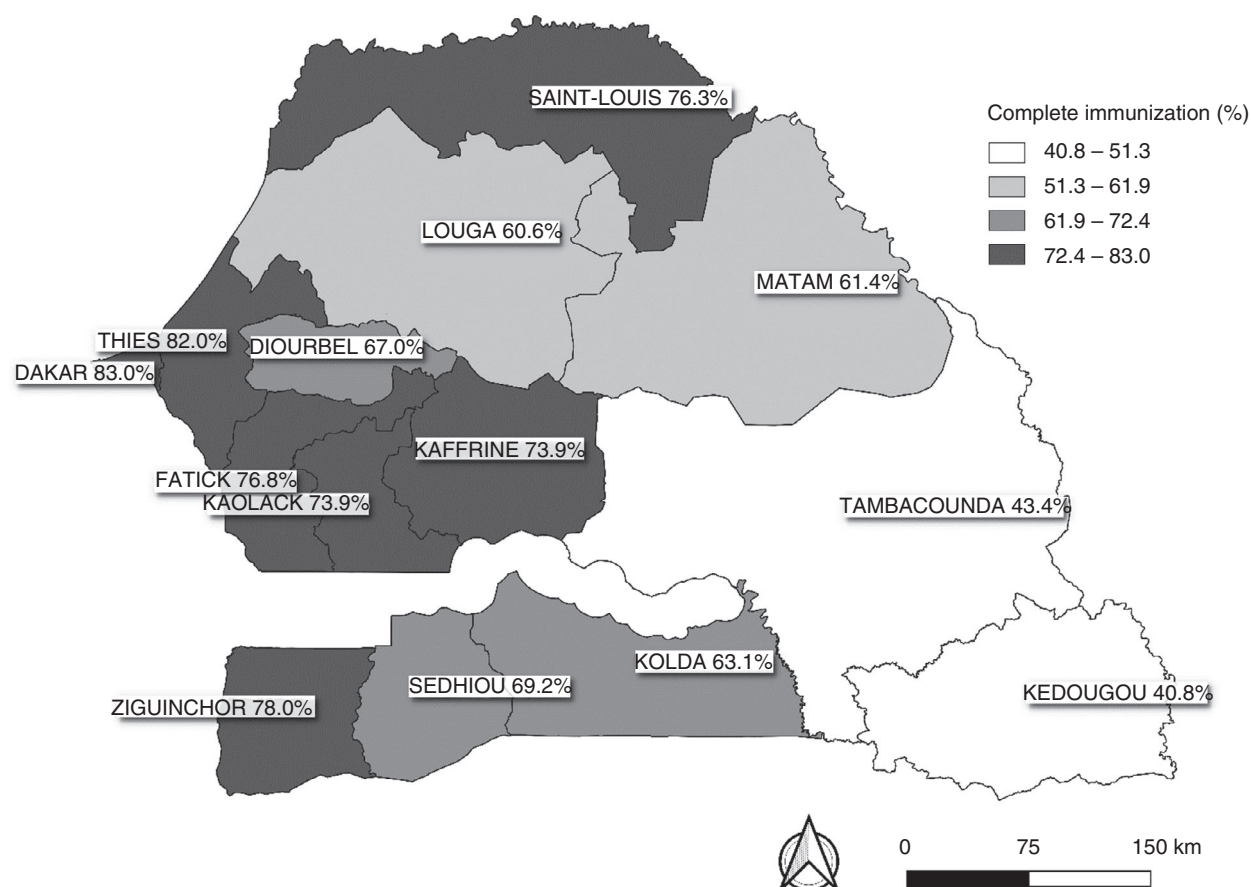 SAINT-LOUIS 76.3%
Complete immunization (%)
40.8 – 51.3
51.3 – 61.9
61.9 – 72.4
72.4 – 83.0
LOUGA 60.6%
MATAM 61.4%
THIES 82.0%
DIOURBEL 67.0%
DAKAR 83.0%
KAFFRINE 73.9%
FATICK 76.8%
KAOLACK 73.9%
TAMBACOUNDA 43.4%
KOLDA 63.1%
SEDHIOU 69.2%
KEDOUGOU 40.8%
ZIGUINCHOR 78.0%
0 75 150 km